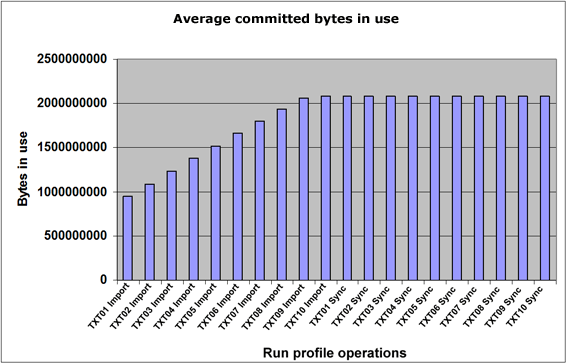 Average committed bytes in use
Bytes in use
2500000000
2000000000
1500000000
1000000000
500000000
0
TXT01 Import
TXT02 Import
TXT03 Import
TXT04 Import
TXT05 Import
TXT06 Import
TXT07 Import
TXT08 Import
TXT09 Import
TXT10 Import
TXT01 Sync
TXT02 Sync
TXT03 Sync
TXT04 Sync
TXT05 Sync
TXT06 Sync
TXT07 Sync
TXT08 Sync
TXT09 Sync
TXT10 Sync
Run profile operations